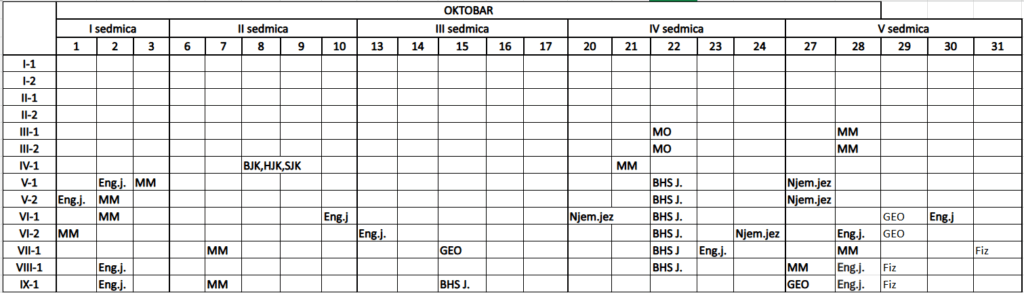 OKTOBAR
I sedmica II sedmica III sedmica IV sedmica V sedmica
1 2 3 6 7 8 9 10 13 14 15 16 17 20 21 22 23 24 27 28 29 30 31
I-1
I-2
II-1
II-2
III-1 MO MM
III-2 MO MM
IV-1 BJK,HJK,SJK MM
V-1 Eng.j. MM BHS J. Njem.jez
V-2 Eng.j. MM BHS J. Njem.jez
VI-1 MM Eng.j Njem.jez BHS J. GEO Eng.j
VI-2 MM Eng.j. BHS J. Njem.jez Eng.j. GEO
VII-1 MM GEO BHS J Eng.j. MM Fiz
VIII-1 Eng.j. BHS J. MM Eng.j. Fiz
IX-1 Eng.j. MM BHS J. GEO Eng.j. Fiz